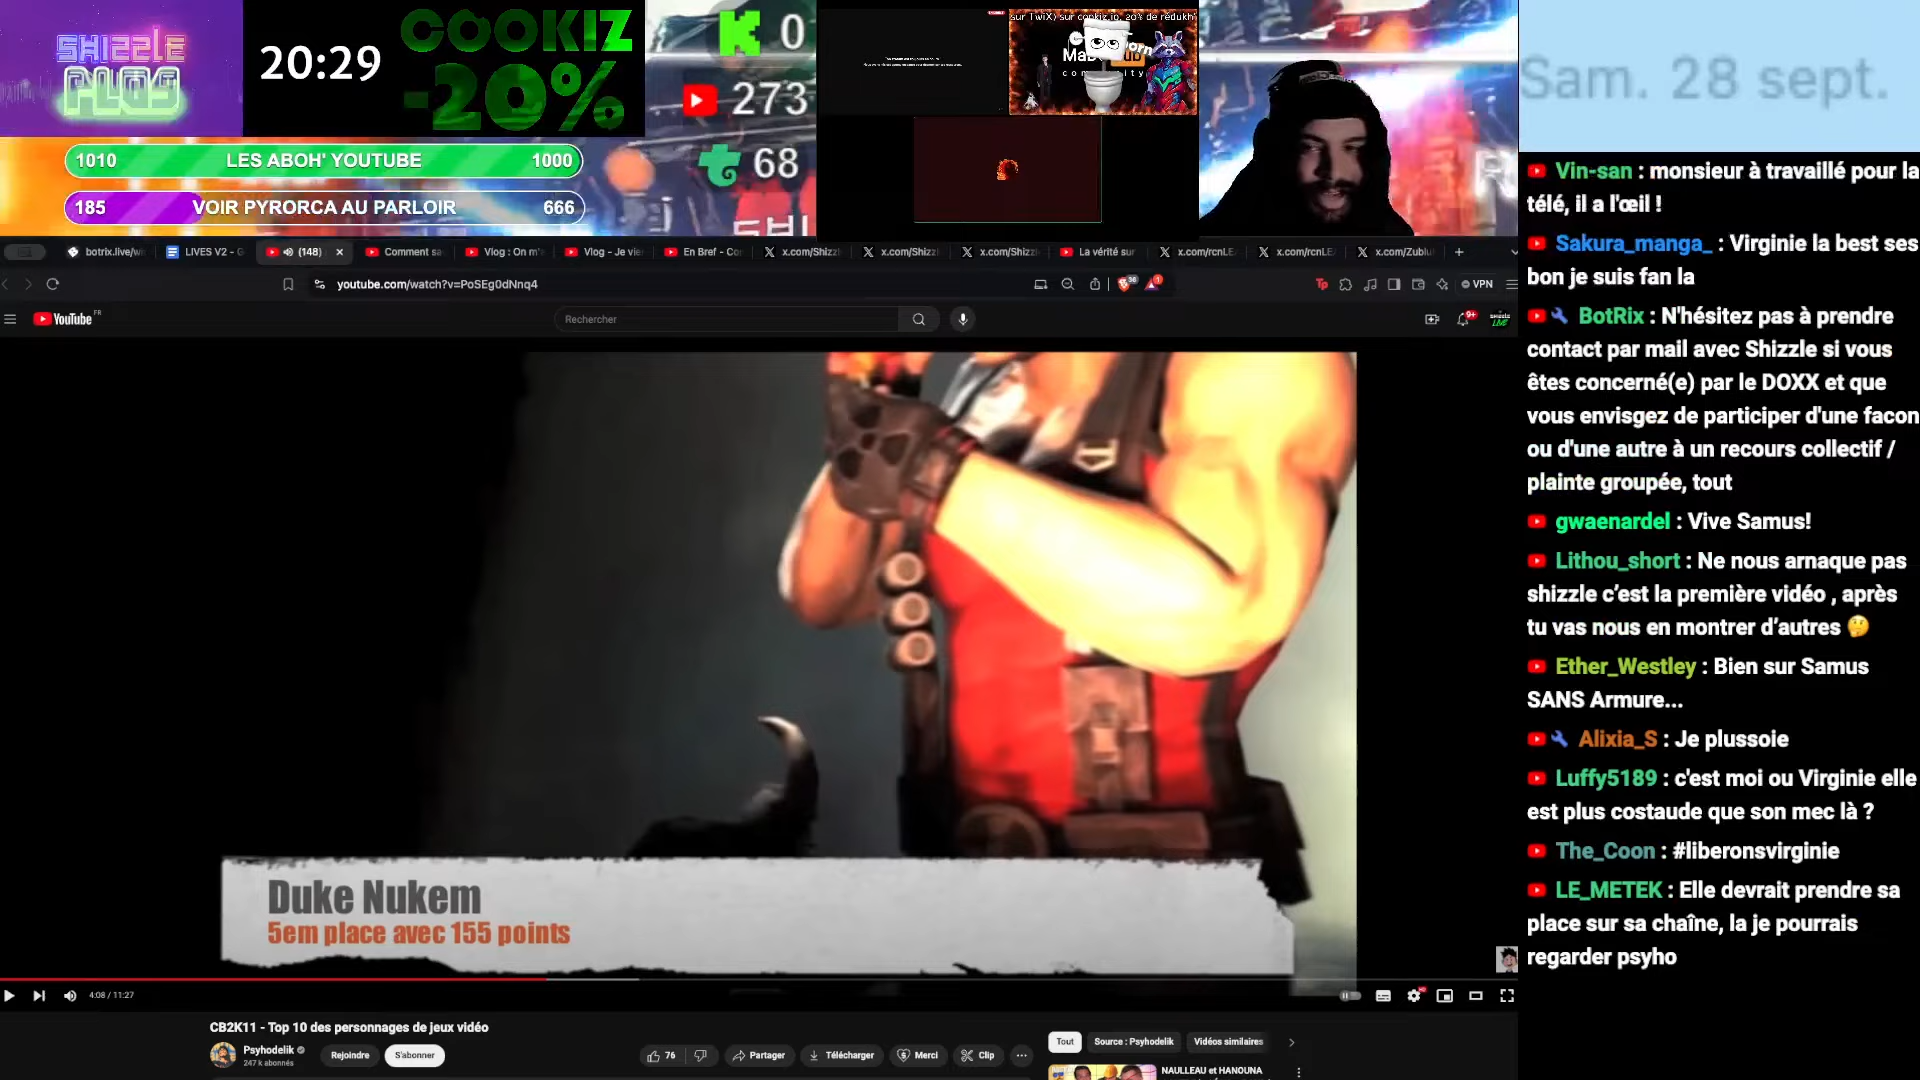 SHIZZLE
PLUS
20:29
COOKIZ
-20%
0
273
68
1010 LES ABOH' YOUTUBE 1000
185 VOIR PYRORCA AU PARLOIR 666
Sam. 28 sept.
Vin-san : monsieur à travaillé pour la
télé, il a l'œil !
Sakura_manga_ : Virginie la best ses
bon je suis fan la
BotRix : N'hésitez pas à prendre
contact par mail avec Shizzle si vous
êtes concerné(e) par le DOXX et que
vous envisgez de participer d'une facon
ou d'une autre à un recours collectif /
plainte groupée, tout
gwaenardel : Vive Samus!
Lithou_short : Ne nous arnaque pas
shizzle c’est la première vidéo , après
tu vas nous en montrer d’autres 🤔
Ether_Westley : Bien sur Samus
SANS Armure...
Alixia_S : Je plussoie
Luffy5189 : c'est moi ou Virginie elle
est plus costaude que son mec là ?
The_Coon : #liberonsvirginie
LE_METEK : Elle devrait prendre sa
place sur sa chaîne, la je pourrais
regarder psyho
botrix.live/w LIVES V2 - G (148) Comment sa Vlog : On m' Vlog - Je vie En Bref - Co x.com/Shizzl x.com/Shizzl x.com/Shizzl La vérité sur x.com/rcnLE x.com/rcnLE x.com/Zublu
youtube.com/watch?v=PoSEg0dNnq4
VPN
YouTube FR
Rechercher
9+
Duke Nukem
5em place avec 155 points
4:08 / 11:27
CB2K11 - Top 10 des personnages de jeux vidéo
Psyhodelik
247 k abonnés
Rejoindre
S'abonner
76
Partager
Télécharger
Merci
Clip
Tout
Source : Psyhodelik
Vidéos similaires
NAULLEAU et HANOUNA